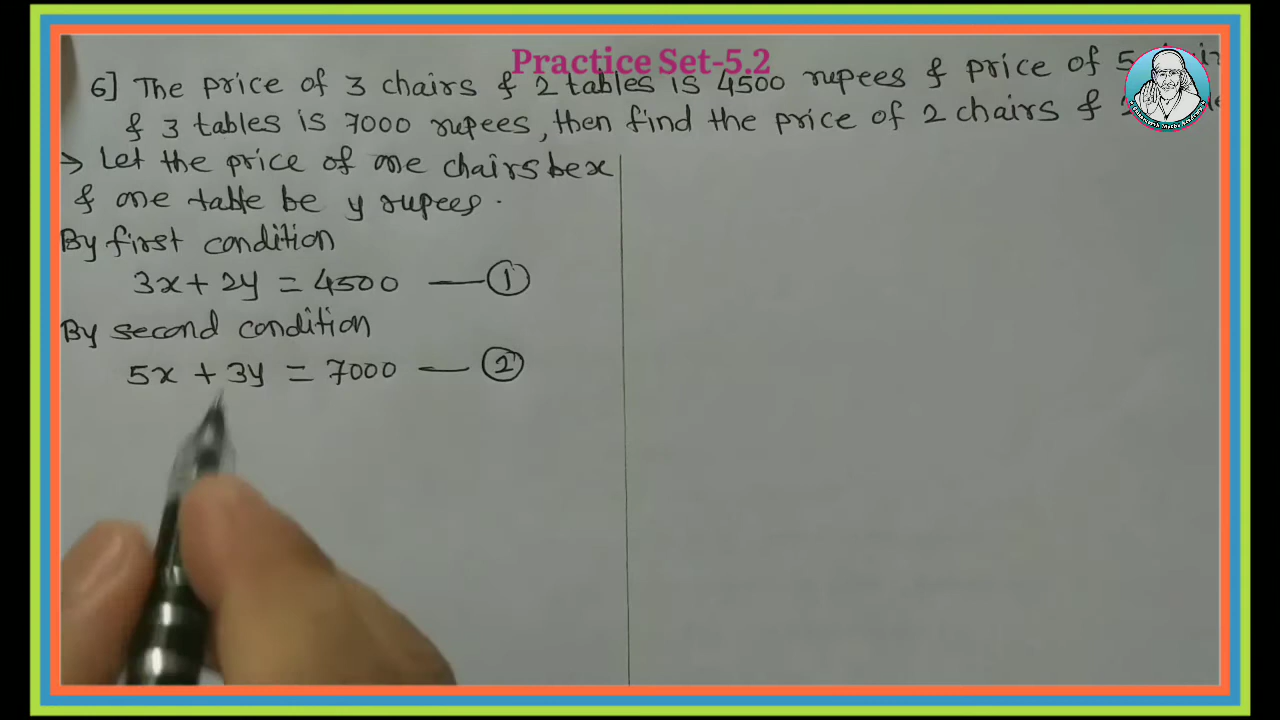 Practice Set-5.2
6] The price of 3 chairs & 2 tables is 4500 rupees & price of 5
& 3 tables is 7000 rupees, then find the price of 2 chairs &
→ Let the price of one chairs be x
& one table be y rupees.
By first condition
3x + 2y = 4500 — ①
By second condition
5x + 3y = 7000 — ②